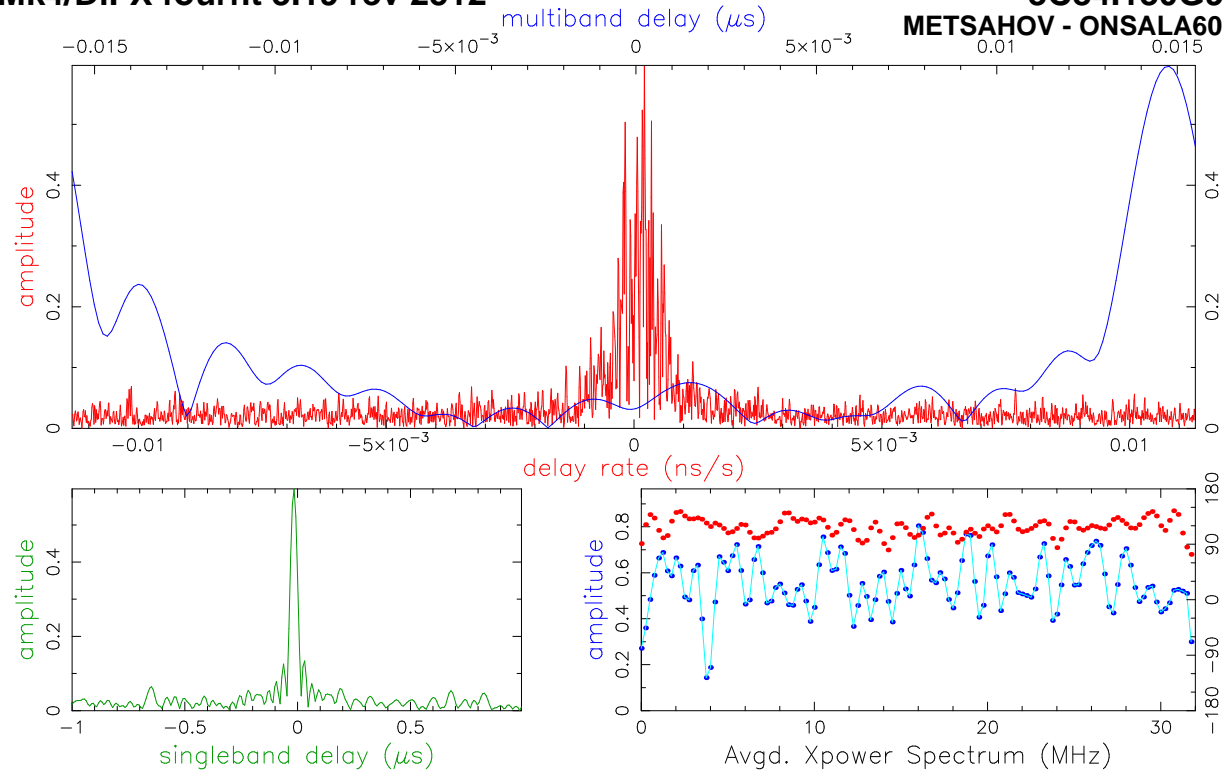 METSAHOV - ONSALA60
multiband delay (μs)
−0.015 −0.01 −5×10⁻³ 0 5×10⁻³ 0.01 0.015
amplitude
0 0.2 0.4
0 0.2 0.4
−0.01 −5×10⁻³ 0 5×10⁻³ 0.01
delay rate (ns/s)
amplitude
0 0.2 0.4
−1 −0.5 0 0.5
singleband delay (μs)
amplitude
0 0.2 0.4 0.6 0.8
−180 −90 0 90 180
0 10 20 30
Avgd. Xpower Spectrum (MHz)